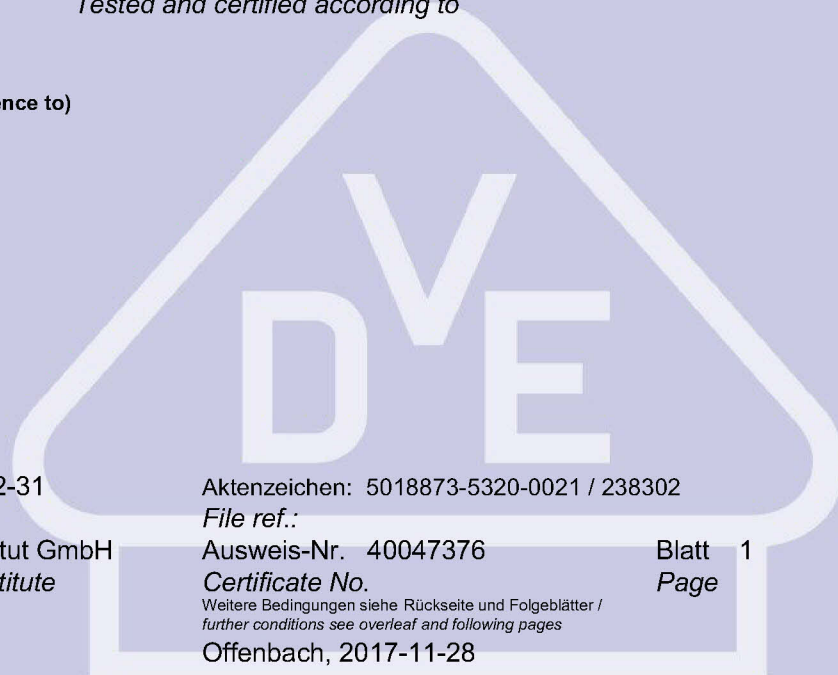 Tested and certified according to
ence to)
VDE
2-31
Aktenzeichen: 5018873-5320-0021 / 238302
File ref.:
tut GmbH
Ausweis-Nr. 40047376
Blatt 1
titute
Certificate No.
Page
Weitere Bedingungen siehe Rückseite und Folgeblätter /
further conditions see overleaf and following pages
Offenbach, 2017-11-28